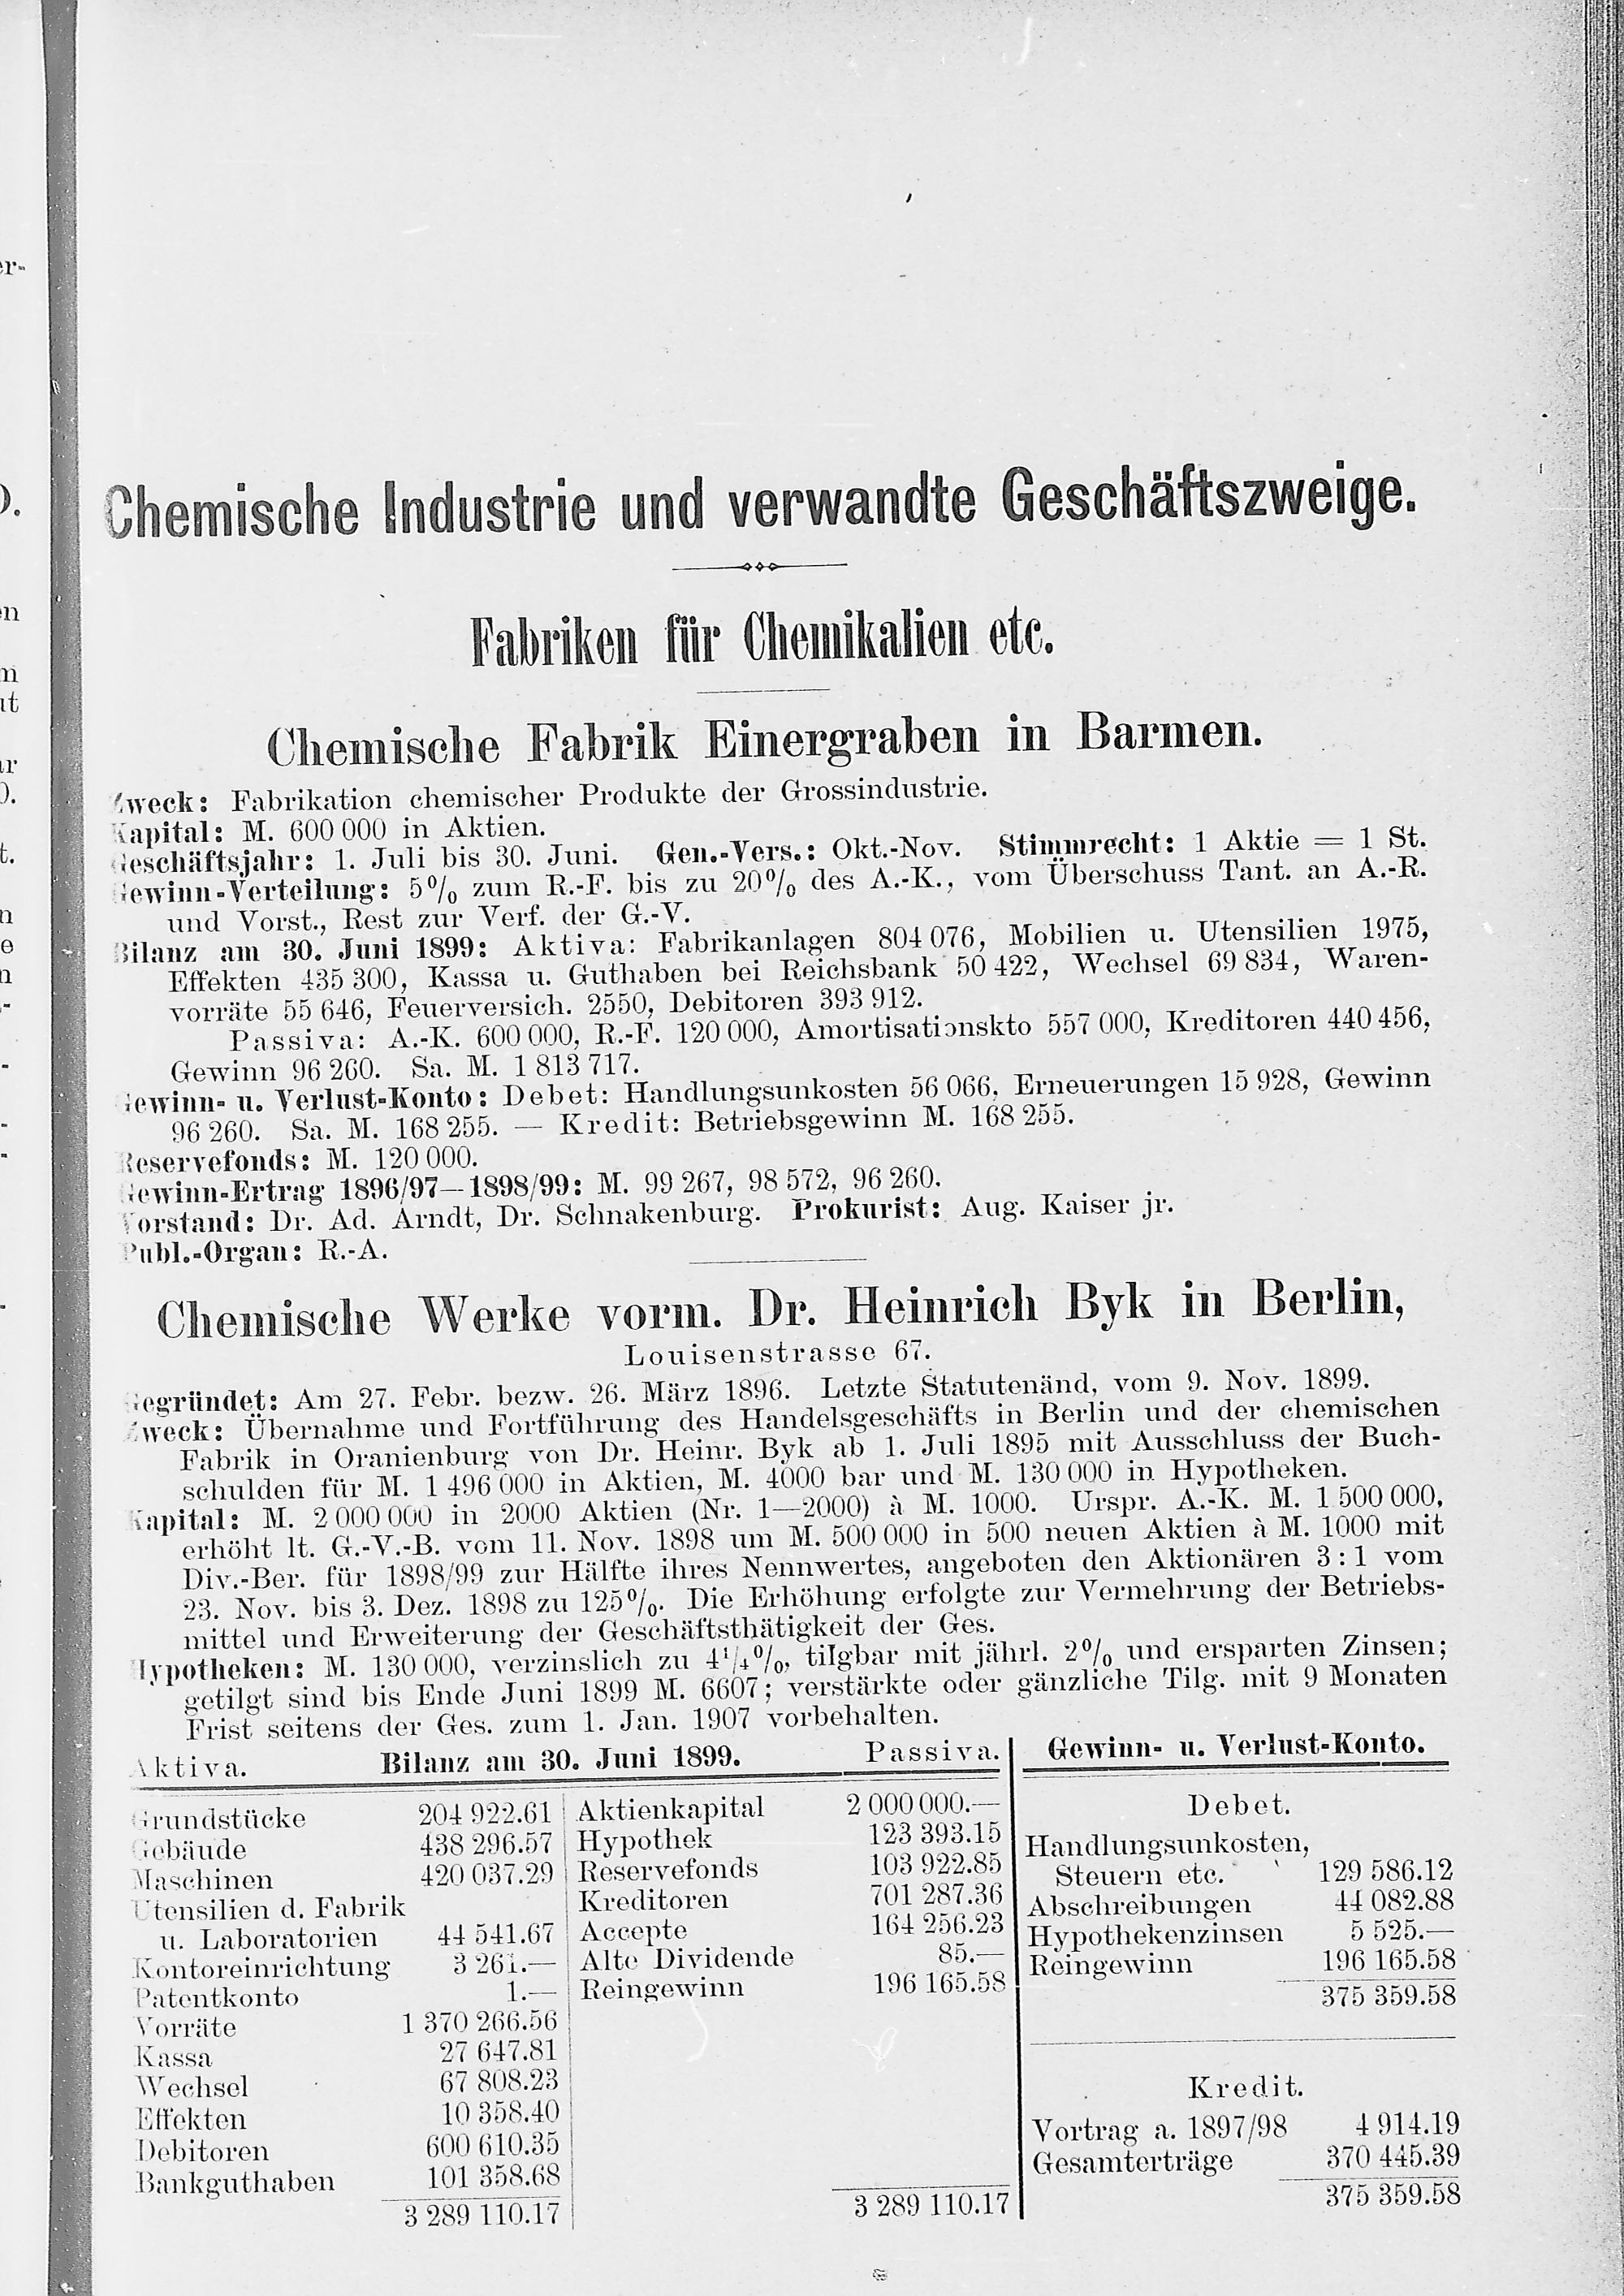 Chemische Industrie und verwandte Geschäftszweige.
Fabriken für Chemikalien etc.
Chemische Fabrik Einergraben in Barmen.
Zweck: Fabrikation chemischer Produkte der Grossindustrie.
Kapital: M. 600 000 in Aktien.
Geschäftsjahr: 1. Juli bis 30. Juni. Gen.-Vers.: Okt.-Nov. Stimmrecht: 1 Aktie = 1 St.
Gewinn-Verteilung: 5% zum R.-F. bis zu 20% des A.-K., vom Überschuss Tant. an A.-R.
und Vorst., Rest zur Verf. der G.-V.
Bilanz am 30. Juni 1899: Aktiva: Fabrikanlagen 804 076, Mobilien u. Utensilien 1975,
Effekten 435 300, Kassa u. Guthaben bei Reichsbank 50 422, Wechsel 69 834, Waren-
vorräte 55 646, Feuerversich. 2550, Debitoren 393 912.
Passiva: A.-K. 600 000, R.-F. 120 000, Amortisationskto 557 000, Kreditoren 440 456,
Gewinn 96 260. Sa. M. 1 813 717.
Gewinn- u. Verlust-Konto: Debet: Handlungsunkosten 56 066, Erneuerungen 15 928, Gewinn
96 260. Sa. M. 168 255. — Kredit: Betriebsgewinn M. 168 255.
Reservefonds: M. 120 000.
Gewinn-Ertrag 1896/97—1898/99: M. 99 267, 98 572, 96 260.
Vorstand: Dr. Ad. Arndt, Dr. Schnakenburg. Prokurist: Aug. Kaiser jr.
Publ.-Organ: R.-A.
Chemische Werke vorm. Dr. Heinrich Byk in Berlin,
Louisenstrasse 67.
Gegründet: Am 27. Febr. bezw. 26. März 1896. Letzte Statutenänd. vom 9. Nov. 1899.
Zweck: Übernahme und Fortführung des Handelsgeschäfts in Berlin und der chemischen
Fabrik in Oranienburg von Dr. Heinr. Byk ab 1. Juli 1895 mit Ausschluss der Buch-
schulden für M. 1 496 000 in Aktien, M. 4000 bar und M. 130 000 in Hypotheken.
Kapital: M. 2 000 000 in 2000 Aktien (Nr. 1—2000) à M. 1000. Urspr. A.-K. M. 1 500 000,
erhöht lt. G.-V.-B. vom 11. Nov. 1898 um M. 500 000 in 500 neuen Aktien à M. 1000 mit
Div.-Ber. für 1898/99 zur Hälfte ihres Nennwertes, angeboten den Aktionären 3 : 1 vom
23. Nov. bis 3. Dez. 1898 zu 125%. Die Erhöhung erfolgte zur Vermehrung der Betriebs-
mittel und Erweiterung der Geschäftsthätigkeit der Ges.
Hypotheken: M. 130 000, verzinslich zu 4¹/₄%, tilgbar mit jährl. 2% und ersparten Zinsen;
getilgt sind bis Ende Juni 1899 M. 6607; verstärkte oder gänzliche Tilg. mit 9 Monaten
Frist seitens der Ges. zum 1. Jan. 1907 vorbehalten.
Aktiva. Bilanz am 30. Juni 1899. Passiva.
Grundstücke 204 922.61 Aktienkapital 2 000 000.—
Gebäude 438 296.57 Hypothek 123 393.15
Maschinen 420 037.29 Reservefonds 103 922.85
Utensilien d. Fabrik Kreditoren 701 287.36
u. Laboratorien 44 541.67 Accepte 164 256.23
Kontoreinrichtung 3 261.— Alte Dividende 85.—
Patentkonto 1.— Reingewinn 196 165.58
Vorräte 1 370 266.56
Kassa 27 647.81
Wechsel 67 808.23
Effekten 10 358.40
Debitoren 600 610.35
Bankguthaben 101 358.68
3 289 110.17 3 289 110.17
Gewinn- u. Verlust-Konto.
Debet.
Handlungsunkosten,
Steuern etc. 129 586.12
Abschreibungen 44 082.88
Hypothekenzinsen 5 525.—
Reingewinn 196 165.58
375 359.58
Kredit.
Vortrag a. 1897/98 4 914.19
Gesamterträge 370 445.39
375 359.58